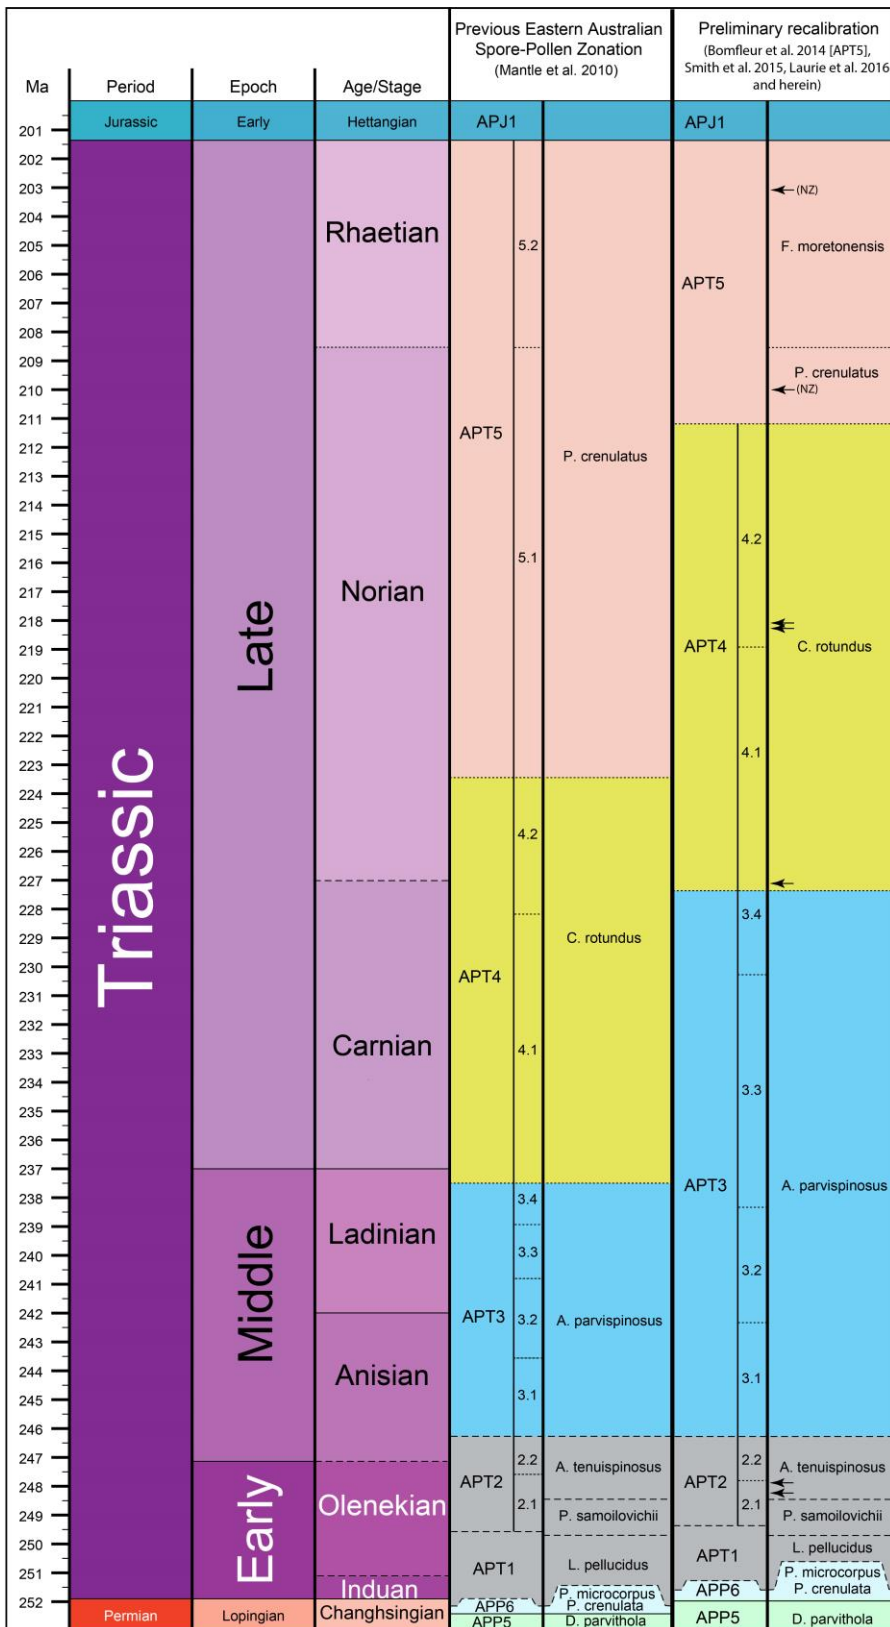 Previous Eastern Australian
Spore-Pollen Zonation
(Mantle et al. 2010)
Preliminary recalibration
(Bomfleur et al. 2014 [APT5],
Smith et al. 2015, Laurie et al. 2016
and herein)
Ma
Period
Epoch
Age/Stage
201
202
203
204
205
206
207
208
209
210
211
212
213
214
215
216
217
218
219
220
221
222
223
224
225
226
227
228
229
230
231
232
233
234
235
236
237
238
239
240
241
242
243
244
245
246
247
248
249
250
251
252
Jurassic
Triassic
Permian
Early
Late
Middle
Early
Lopingian
Hettangian
Rhaetian
Norian
Carnian
Ladinian
Anisian
Olenekian
Induan
Changhsingian
APJ1
APT5
APT4
APT3
APT2
APT1
APP6
APP5
5.2
5.1
4.2
4.1
3.4
3.3
3.2
3.1
2.2
2.1
P. crenulatus
C. rotundus
A. parvispinosus
A. tenuispinosus
P. samoilovichii
L. pellucidus
P. microcorpus
P. crenulata
D. parvithola
APJ1
APT5
APT4
APT3
APT2
APT1
APP6
APP5
4.2
4.1
3.4
3.3
3.2
3.1
2.2
2.1
(NZ)
F. moretonensis
P. crenulatus
(NZ)
C. rotundus
A. parvispinosus
A. tenuispinosus
P. samoilovichii
L. pellucidus
P. microcorpus
P. crenulata
D. parvithola